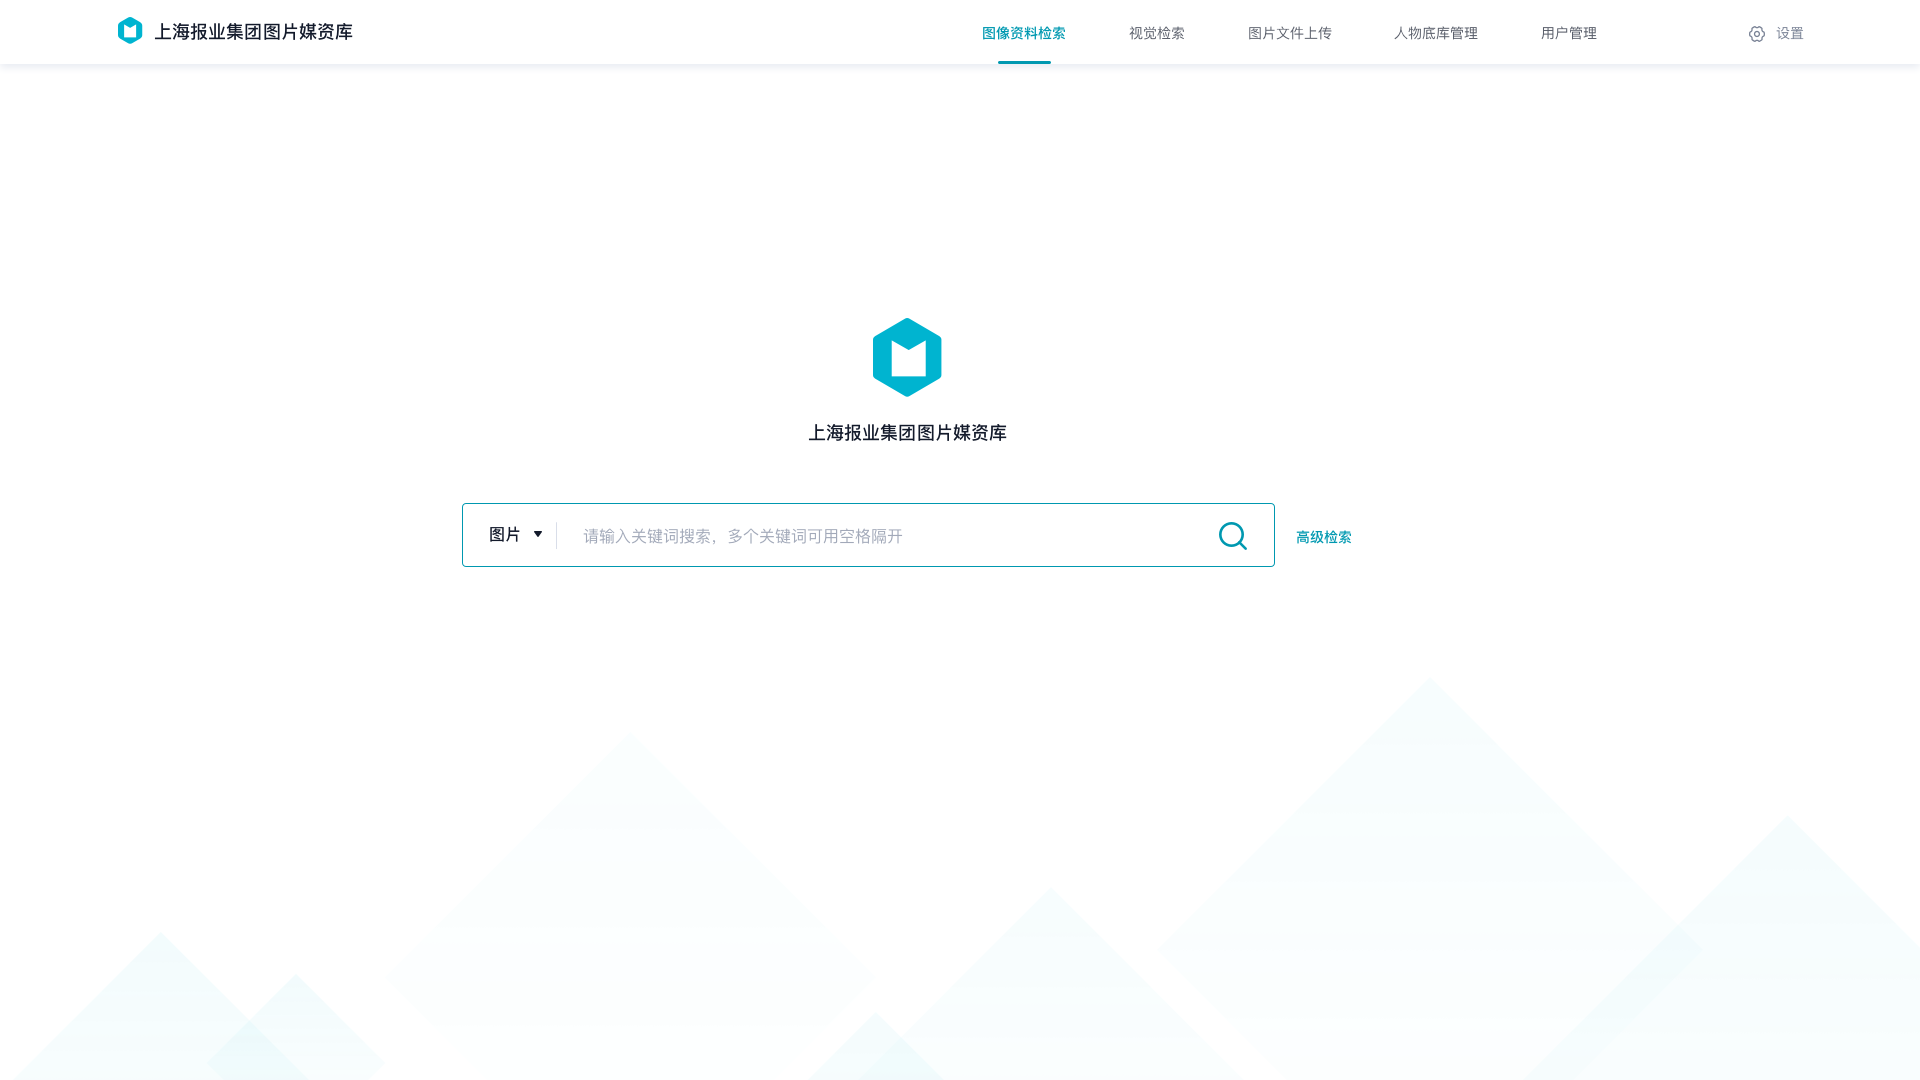 上海报业集团图片媒资库
图像资料检索
视觉检索
图片文件上传
人物底库管理
用户管理
设置
上海报业集团图片媒资库
图片
请输入关键词搜索，多个关键词可用空格隔开
高级检索